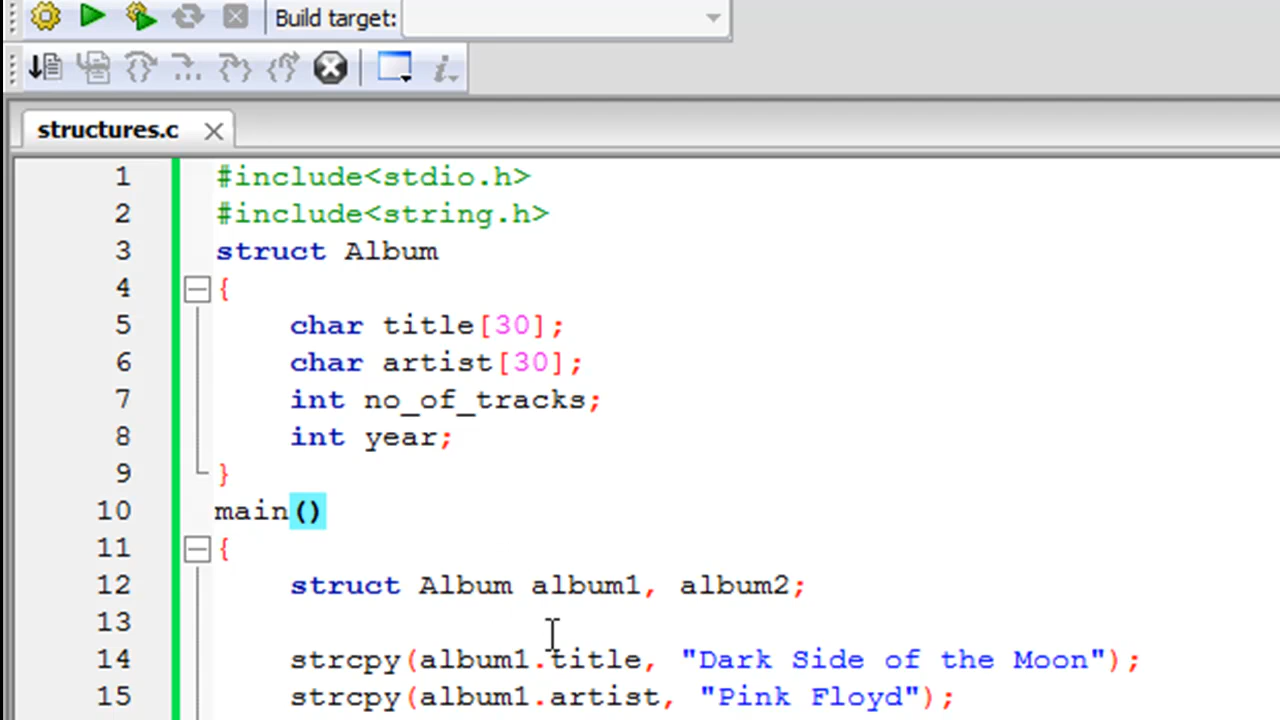 Build target:
structures.c
1 #include<stdio.h>
2 #include<string.h>
3 struct Album
4 {
5 char title[30];
6 char artist[30];
7 int no_of_tracks;
8 int year;
9 }
10 main()
11 {
12 struct Album album1, album2;
13
14 strcpy(album1.title, "Dark Side of the Moon");
15 strcpy(album1.artist, "Pink Floyd");